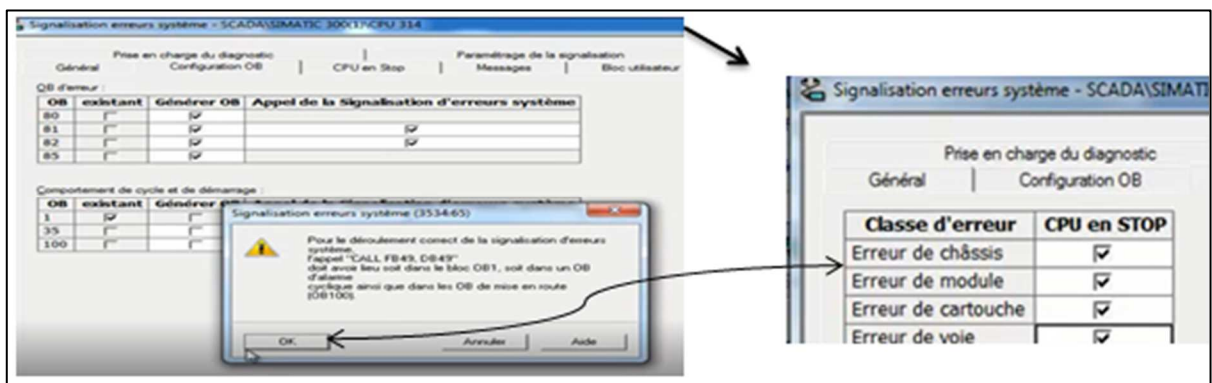 Signalisation erreurs système - SCADA\SIMATIC 300(1)\CPU 314
Prise en charge du diagnostic
Paramétrage de la signalisation
Général
Configuration OB
CPU en Stop
Messages
Bloc utilisateur
OB d'erreur :
OB existant Générer OB Appel de la Signalisation d'erreurs système
80
81
82
85
Comportement de cycle et de démarrage :
OB existant Générer OB
1
35
100
Signalisation erreurs système (3534:65)
Pour le déroulement correct de la signalisation d'erreurs
système,
l'appel "CALL FB49, DB49"
doit avoir lieu soit dans le bloc OB1, soit dans un OB
d'alarme
cyclique ainsi que dans les OB de mise en route
(OB100).
OK
Annuler
Aide
Signalisation erreurs système - SCADA\SIMATI
Prise en charge du diagnostic
Général
Configuration OB
Classe d'erreur CPU en STOP
Erreur de châssis
Erreur de module
Erreur de cartouche
Erreur de voie